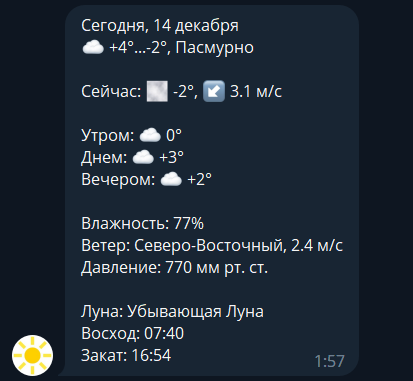 Сегодня, 14 декабря
☁️ +4°...-2°, Пасмурно
Сейчас: 🌫 -2°, ↙️ 3.1 м/с
Утром: ☁️ 0°
Днем: ☁️ +3°
Вечером: ☁️ +2°
Влажность: 77%
Ветер: Северо-Восточный, 2.4 м/с
Давление: 770 мм рт. ст.
Луна: Убывающая Луна
Восход: 07:40
Закат: 16:54
1:57